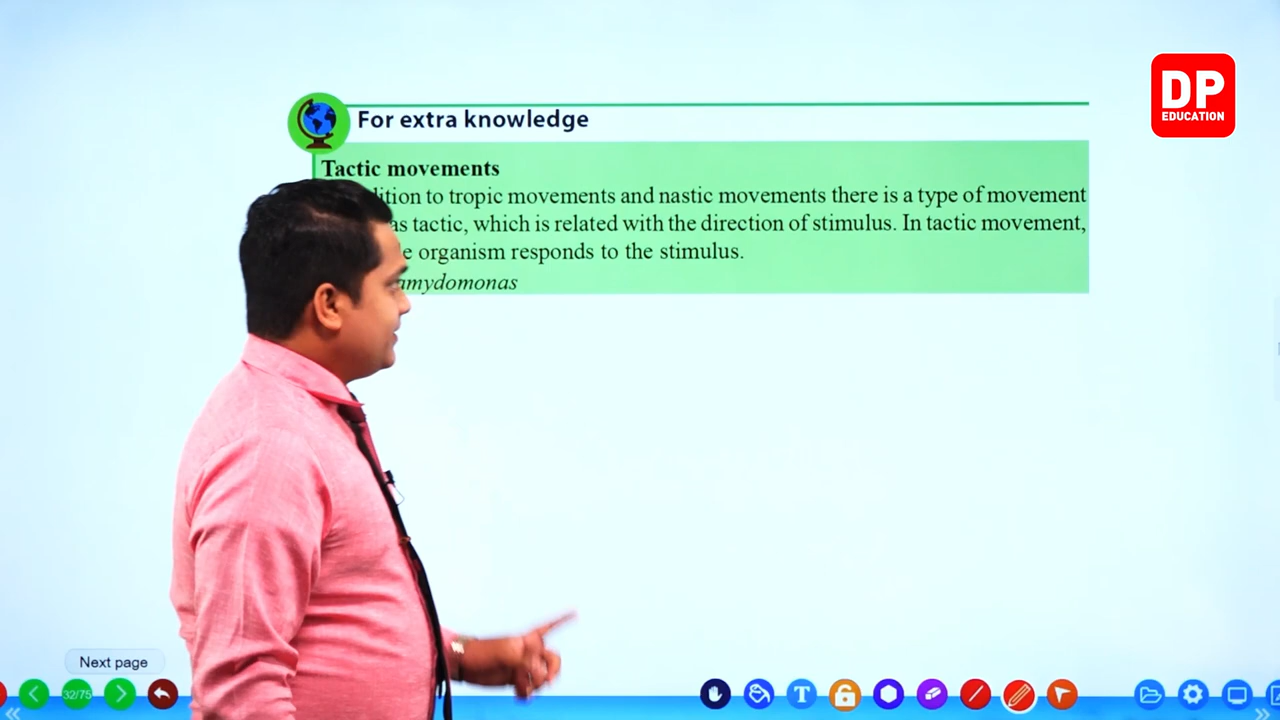 DP
EDUCATION
For extra knowledge
Tactic movements
to tropic movements and nastic movements there is a type of movement
as tactic, which is related with the direction of stimulus. In tactic movement,
organism responds to the stimulus.
Next page
32/75
T